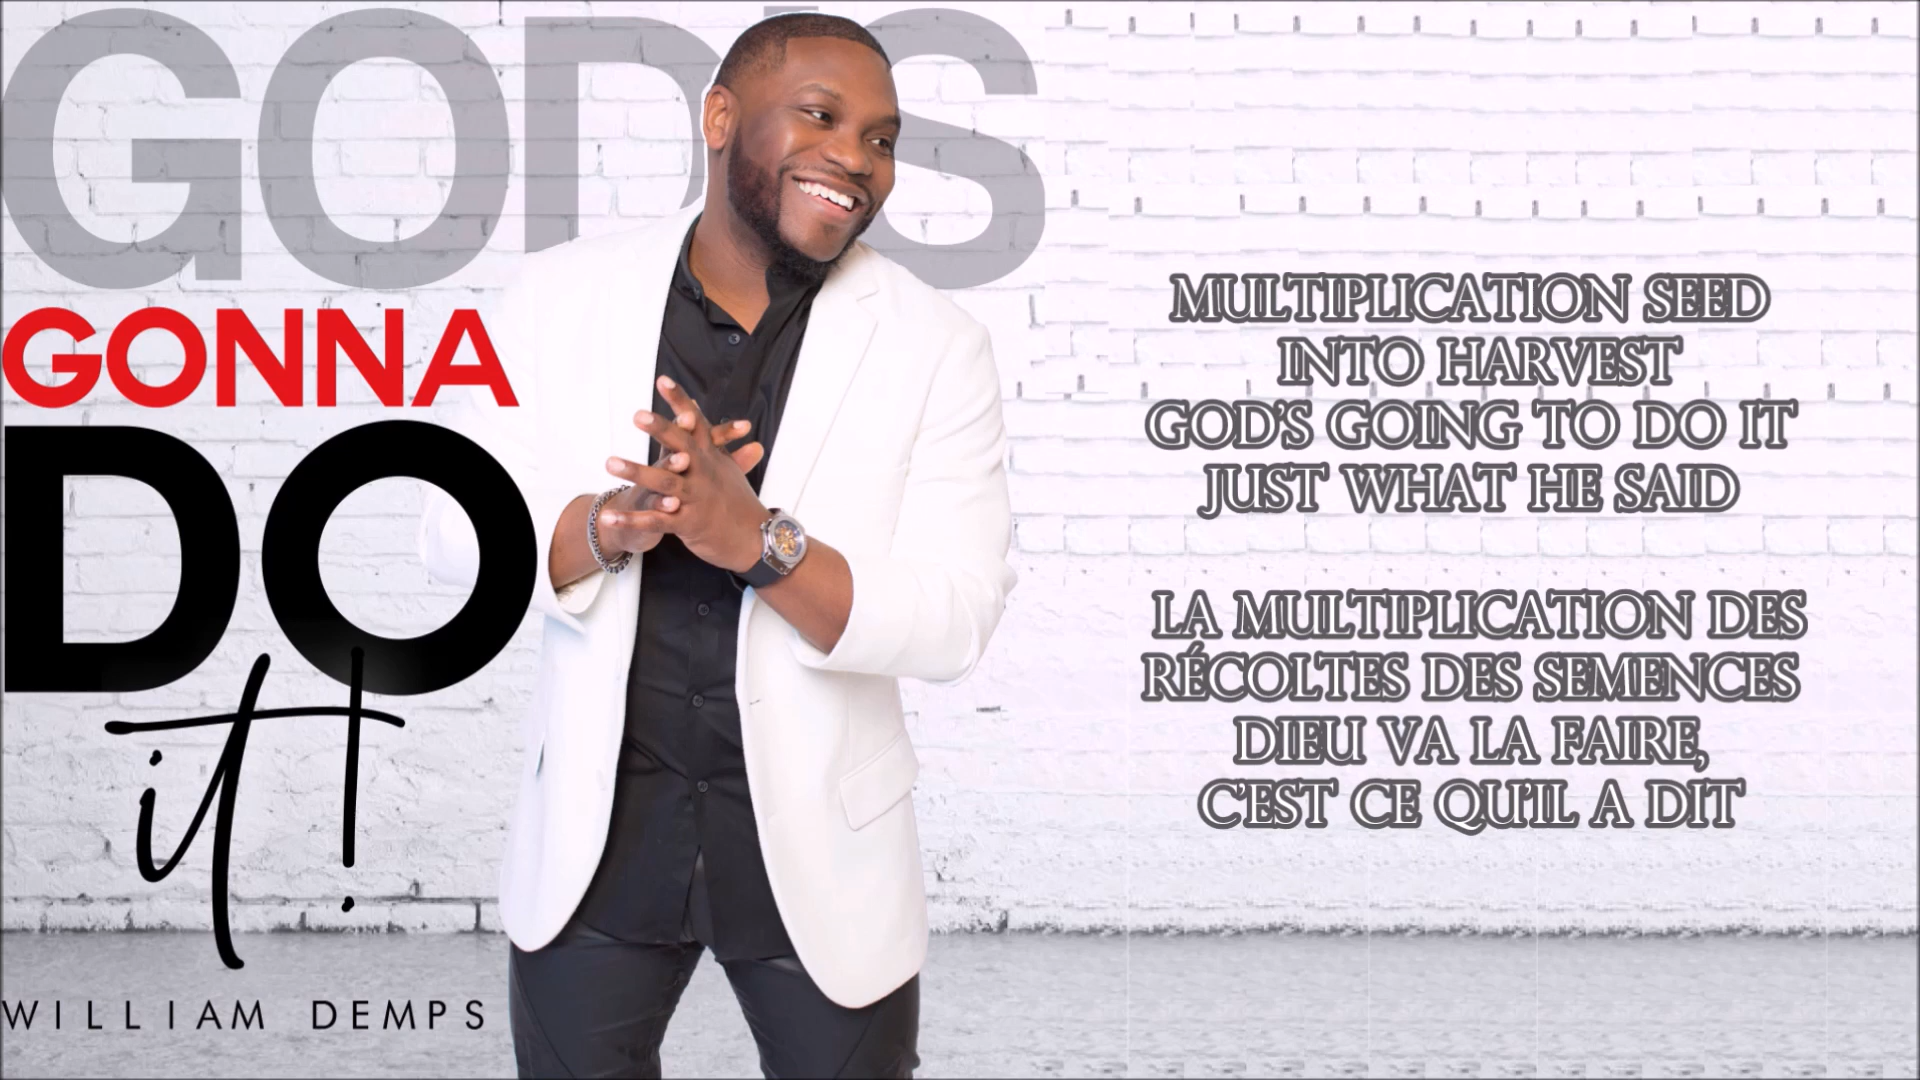 GOD'S
GONNA
DO
it!
WILLIAM DEMPS
MULTIPLICATION SEED
INTO HARVEST
GOD'S GOING TO DO IT
JUST WHAT HE SAID
LA MULTIPLICATION DES
RÉCOLTES DES SEMENCES
DIEU VA LA FAIRE,
C'EST CE QU'IL A DIT